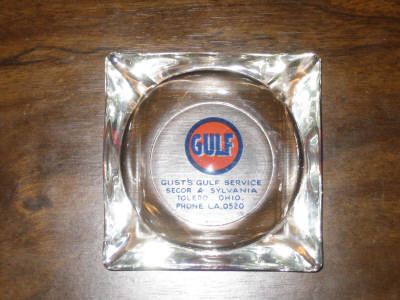 GULF
GUST'S GULF SERVICE
SECOR & SYLVANIA
TOLEDO, OHIO.
PHONE LA.0520